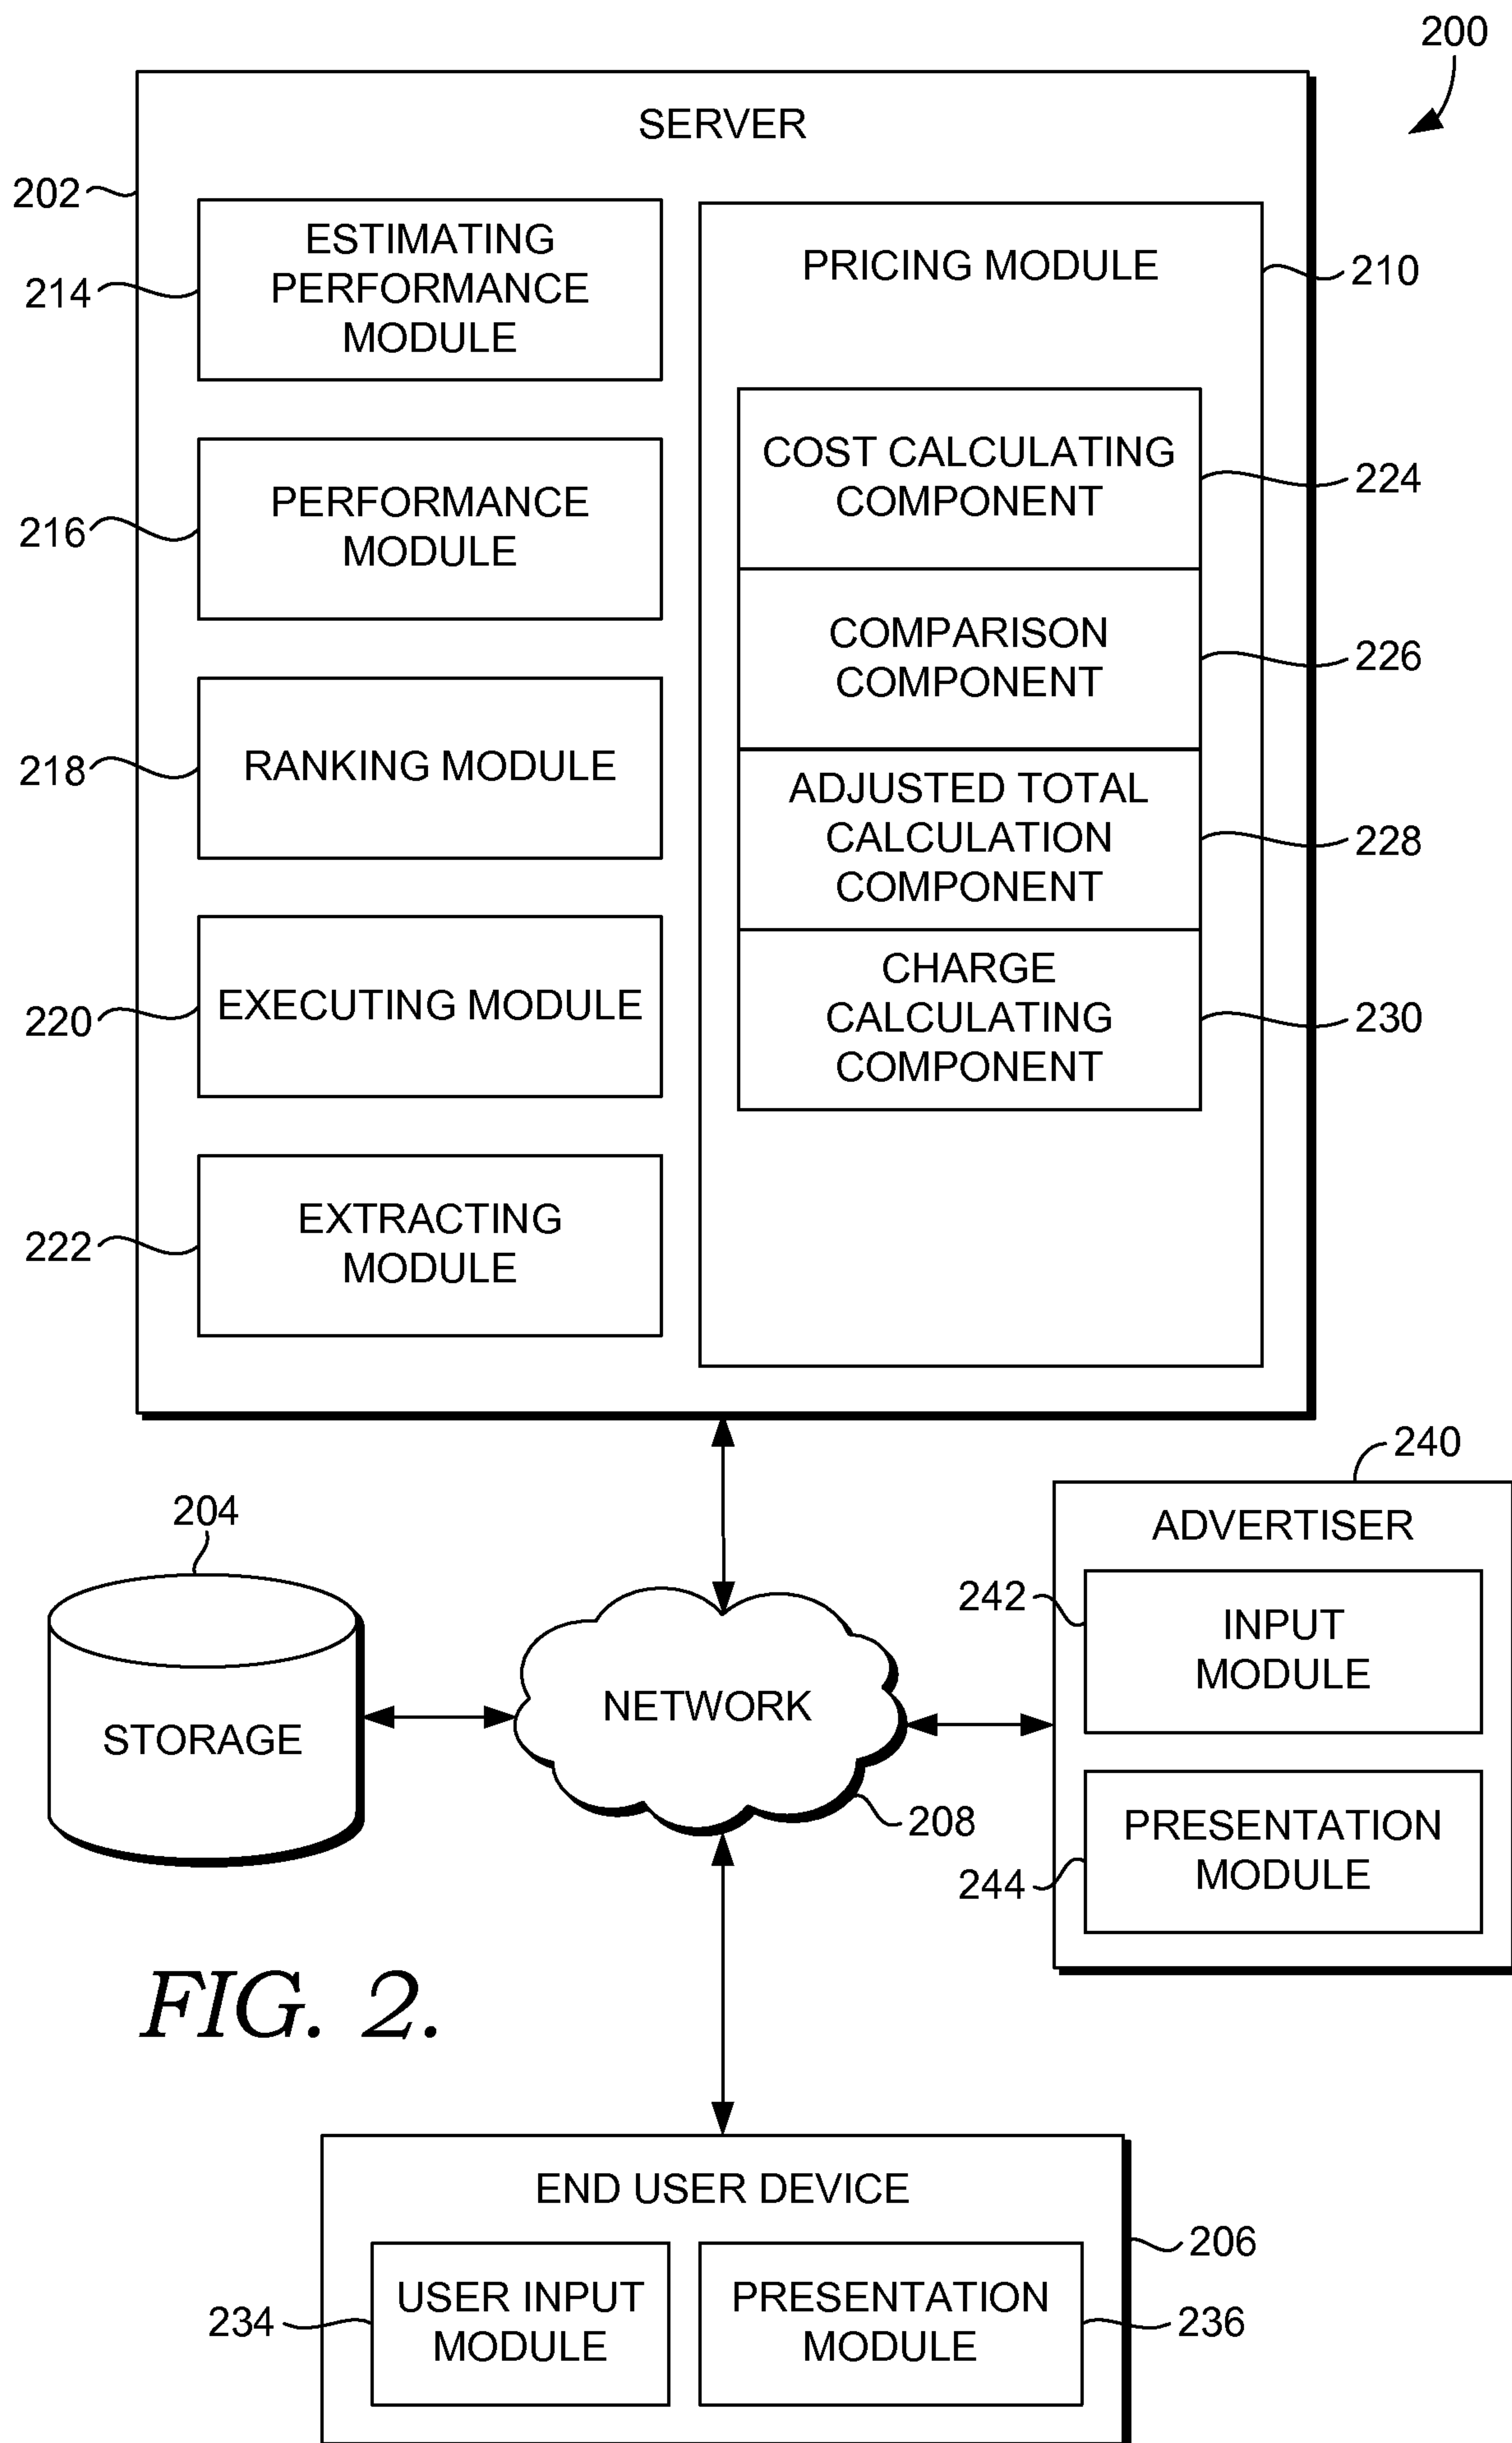 200
SERVER
202
ESTIMATING
PERFORMANCE
MODULE
214
PERFORMANCE
MODULE
216
RANKING MODULE
218
EXECUTING MODULE
220
EXTRACTING
MODULE
222
PRICING MODULE
210
COST CALCULATING
COMPONENT
224
COMPARISON
COMPONENT
226
ADJUSTED TOTAL
CALCULATION
COMPONENT
228
CHARGE
CALCULATING
COMPONENT
230
204
STORAGE
NETWORK
208
240
ADVERTISER
242
INPUT
MODULE
PRESENTATION
MODULE
244
FIG. 2.
END USER DEVICE
206
234
USER INPUT
MODULE
PRESENTATION
MODULE
236